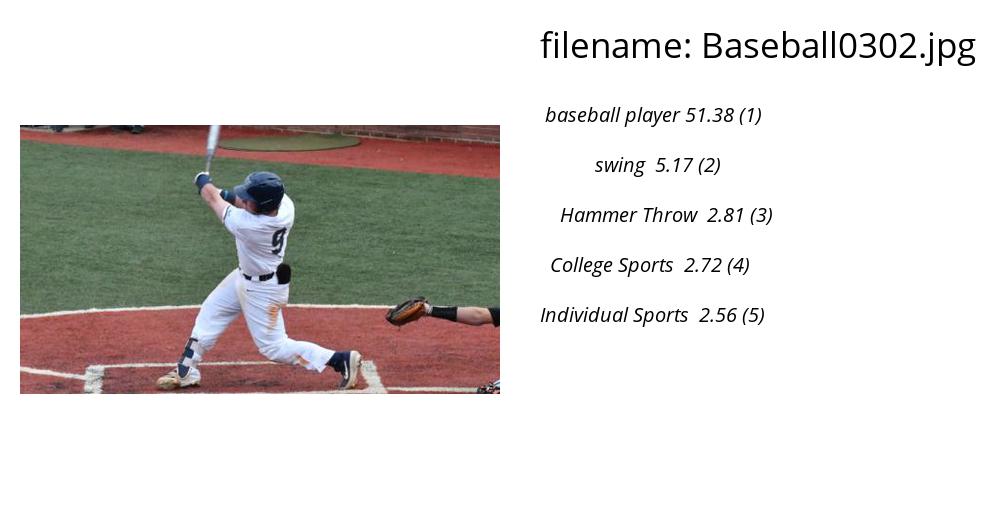 filename: Baseball0302.jpg
baseball player 51.38 (1)
swing 5.17 (2)
Hammer Throw 2.81 (3)
College Sports 2.72 (4)
Individual Sports 2.56 (5)
9